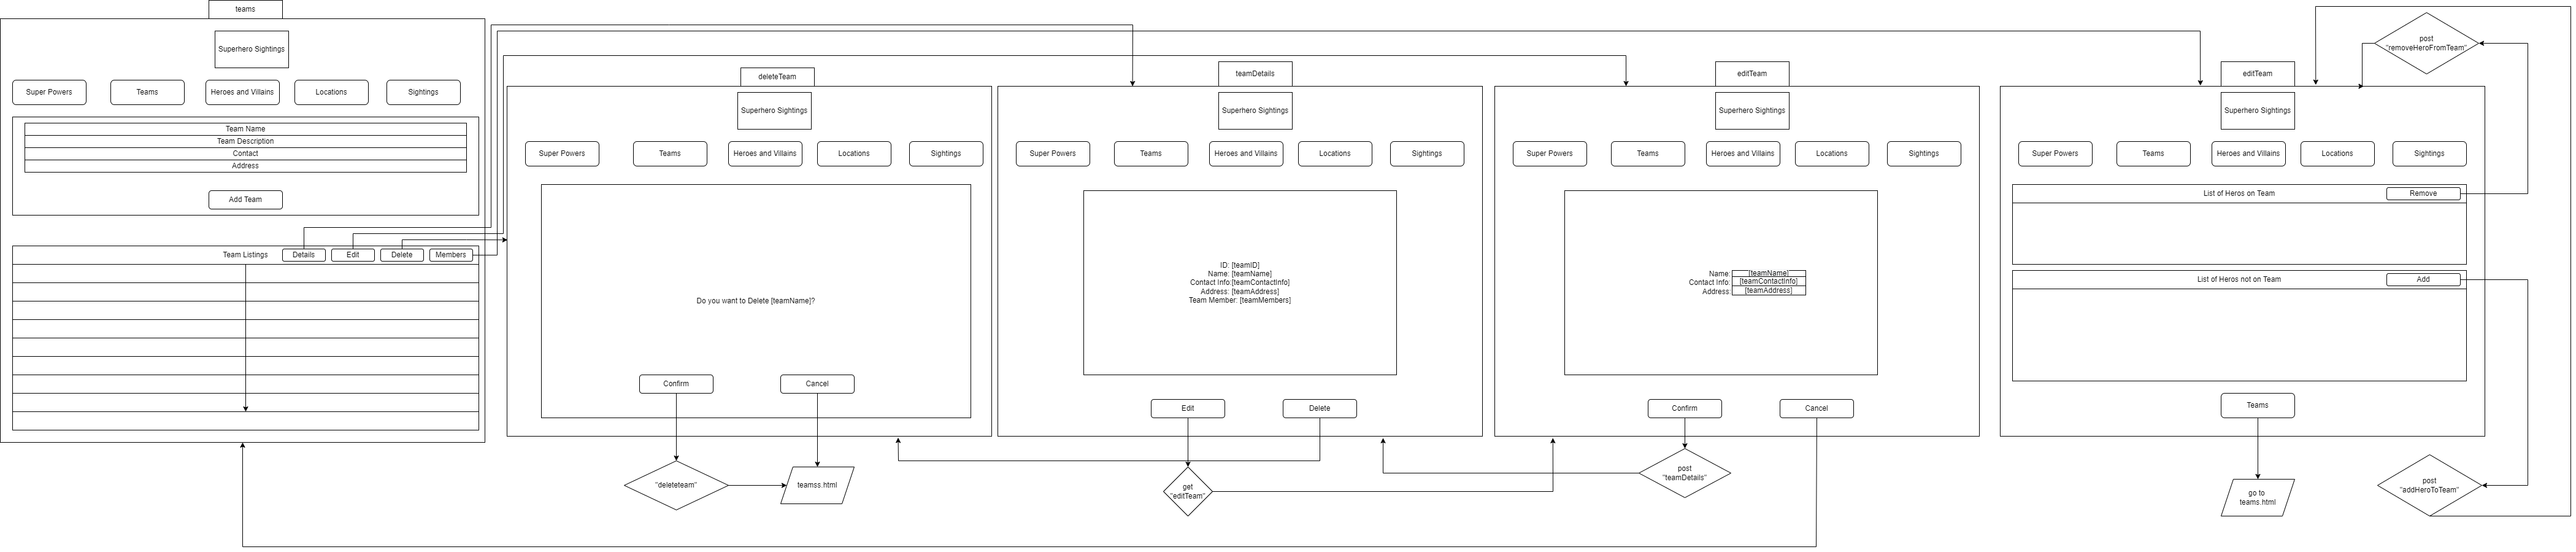 teams
Superhero Sightings
Super Powers
Teams
Heroes and Villains
Locations
Sightings
Team Name
Team Description
Contact
Address
Add Team
Team Listings
Details
Edit
Delete
Members
deleteTeam
Superhero Sightings
Super Powers
Teams
Heroes and Villains
Locations
Sightings
Do you want to Delete [teamName]?
Confirm
Cancel
"deleteteam"
teamss.html
teamDetails
Superhero Sightings
Super Powers
Teams
Heroes and Villains
Locations
Sightings
ID: [teamID]
Name: [teamName]
Contact Info:[teamContactInfo]
Address: [teamAddress]
Team Member: [teamMembers]
Edit
Delete
get
"editTeam"
editTeam
Superhero Sightings
Super Powers
Teams
Heroes and Villains
Locations
Sightings
Name: [teamName]
Contact Info: [teamContactInfo]
Address: [teamAddress]
Confirm
Cancel
post
"teamDetails"
editTeam
Superhero Sightings
Super Powers
Teams
Heroes and Villains
Locations
Sightings
List of Heros on Team
Remove
List of Heros not on Team
Add
Teams
go to
teams.html
post
"removeHeroFromTeam"
post
"addHeroToTeam"